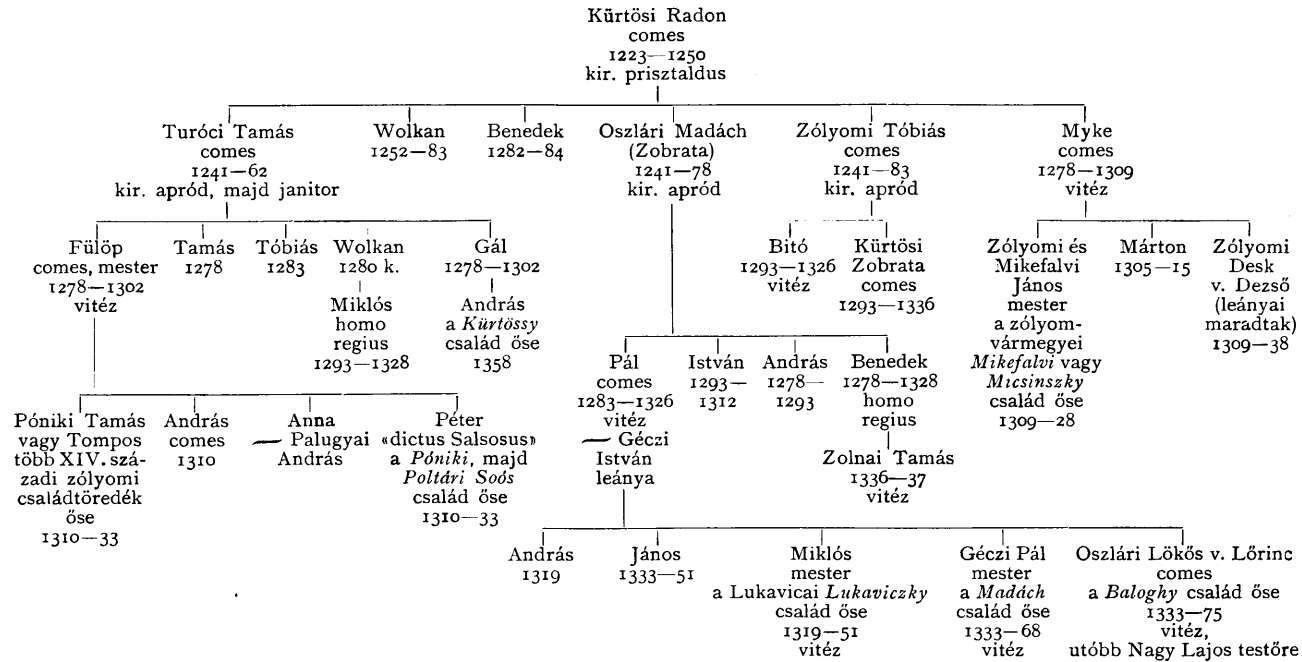 Kürtösi Radon
comes
1223—1250
kir. prisztaldus
Turóci Tamás
comes
1241—62
kir. apród, majd janitor
Wolkan
1252—83
Benedek
1282—84
Oszlári Madách
(Zobrata)
1241—78
kir. apród
Zólyomi Tóbiás
comes
1241—83
kir. apród
Myke
comes
1278—1309
vitéz
Fülöp
comes, mester
1278—1302
vitéz
Tamás
1278
Tóbiás
1283
Wolkan
1280 k.
Gál
1278—1302
Miklós
homo
regius
1293—1328
András
a Kürtössy
család őse
1358
Bitó
1293—1326
vitéz
Kürtösi
Zobrata
comes
1293—1336
Zólyomi és
Mikefalvi
János
mester
a zólyom-
vármegyei
Mikefalvi vagy
Micsinszky
család őse
1309—28
Márton
1305—15
Zólyomi
Desk
v. Dezső
(leányai
maradtak)
1309—38
Pál
comes
1283—1326
vitéz
— Géczi
István
leánya
István
1293—
1312
András
1278—
1293
Benedek
1278—1328
homo
regius
Zolnai Tamás
1336—37
vitéz
Póniki Tamás
vagy Tompos
több XIV. szá-
zadi zólyomi
családtöredék
őse
1310—33
András
comes
1310
Anna
— Palugyai
András
Péter
«dictus Salsosus»
a Póniki, majd
Poltári Soós
család őse
1310—33
András
1319
János
1333—51
Miklós
mester
a Lukavicai Lukaviczky
család őse
1319—51
vitéz
Géczi Pál
mester
a Madách
család őse
1333—68
vitéz
Oszlári Lökős v. Lőrinc
comes
a Baloghy család őse
1333—75
vitéz,
utóbb Nagy Lajos testőre